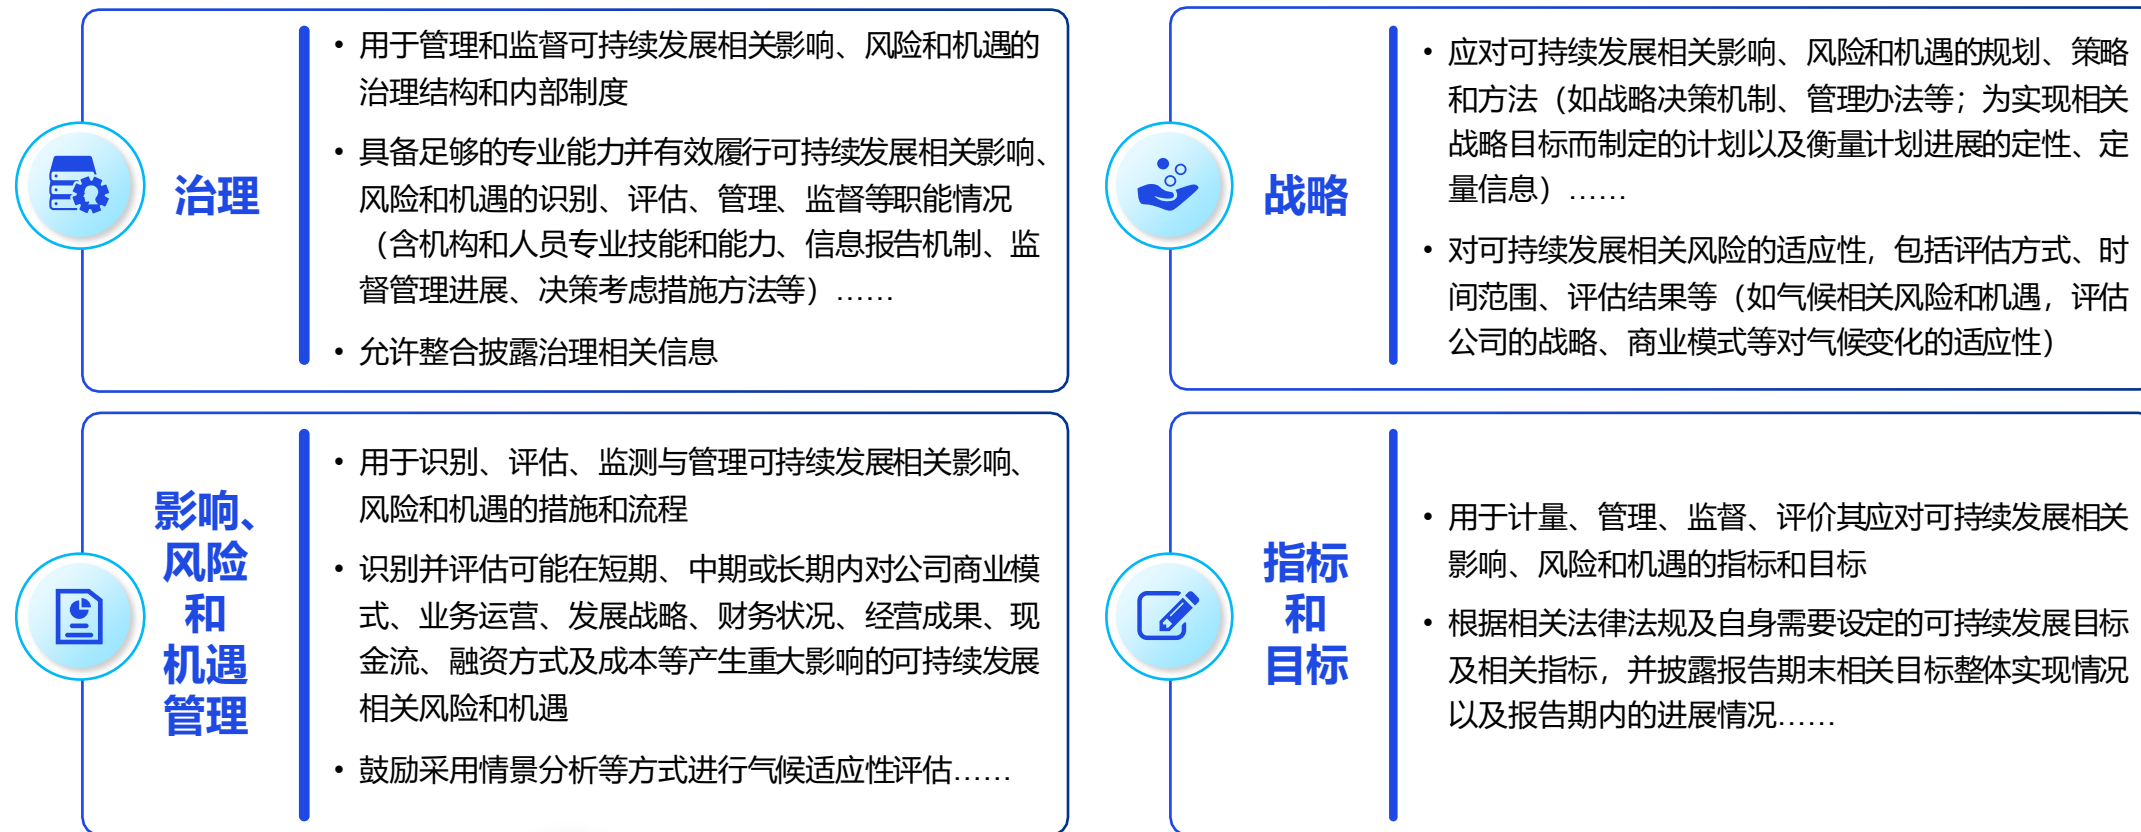 治理
• 用于管理和监督可持续发展相关影响、风险和机遇的
治理结构和内部制度
• 具备足够的专业能力并有效履行可持续发展相关影响、
风险和机遇的识别、评估、管理、监督等职能情况
（含机构和人员专业技能和能力、信息报告机制、监
督管理进展、决策考虑措施方法等）……
• 允许整合披露治理相关信息
战略
• 应对可持续发展相关影响、风险和机遇的规划、策略
和方法（如战略决策机制、管理办法等；为实现相关
战略目标而制定的计划以及衡量计划进展的定性、定
量信息）……
• 对可持续发展相关风险的适应性，包括评估方式、时
间范围、评估结果等（如气候相关风险和机遇，评估
公司的战略、商业模式等对气候变化的适应性）
影响、
风险
和
机遇
管理
• 用于识别、评估、监测与管理可持续发展相关影响、
风险和机遇的措施和流程
• 识别并评估可能在短期、中期或长期内对公司商业模
式、业务运营、发展战略、财务状况、经营成果、现
金流、融资方式及成本等产生重大影响的可持续发展
相关风险和机遇
• 鼓励采用情景分析等方式进行气候适应性评估……
指标
和
目标
• 用于计量、管理、监督、评价其应对可持续发展相关
影响、风险和机遇的指标和目标
• 根据相关法律法规及自身需要设定的可持续发展目标
及相关指标，并披露报告期末相关目标整体实现情况
以及报告期内的进展情况……